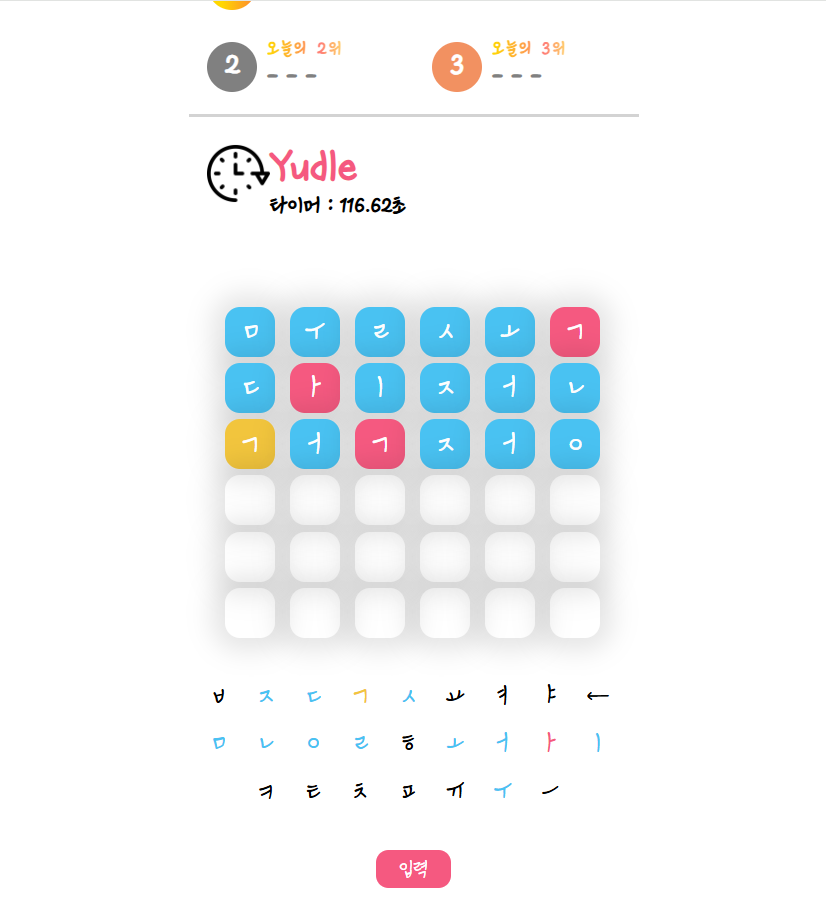 2 오늘의 2위 3 오늘의 3위
- - - - - -
Yudle
타이머 : 116.62초
ㅁ ㅜ ㄹ ㅅ ㅗ ㄱ
ㄷ ㅏ ㅣ ㅈ ㅓ ㄴ
ㄱ ㅓ ㄱ ㅈ ㅓ ㅇ
ㅂ ㅈ ㄷ ㄱ ㅅ ㅛ ㅕ ㅑ ←
ㅁ ㄴ ㅇ ㄹ ㅎ ㅗ ㅓ ㅏ ㅣ
ㅋ ㅌ ㅊ ㅍ ㅠ ㅜ ㅡ
입력